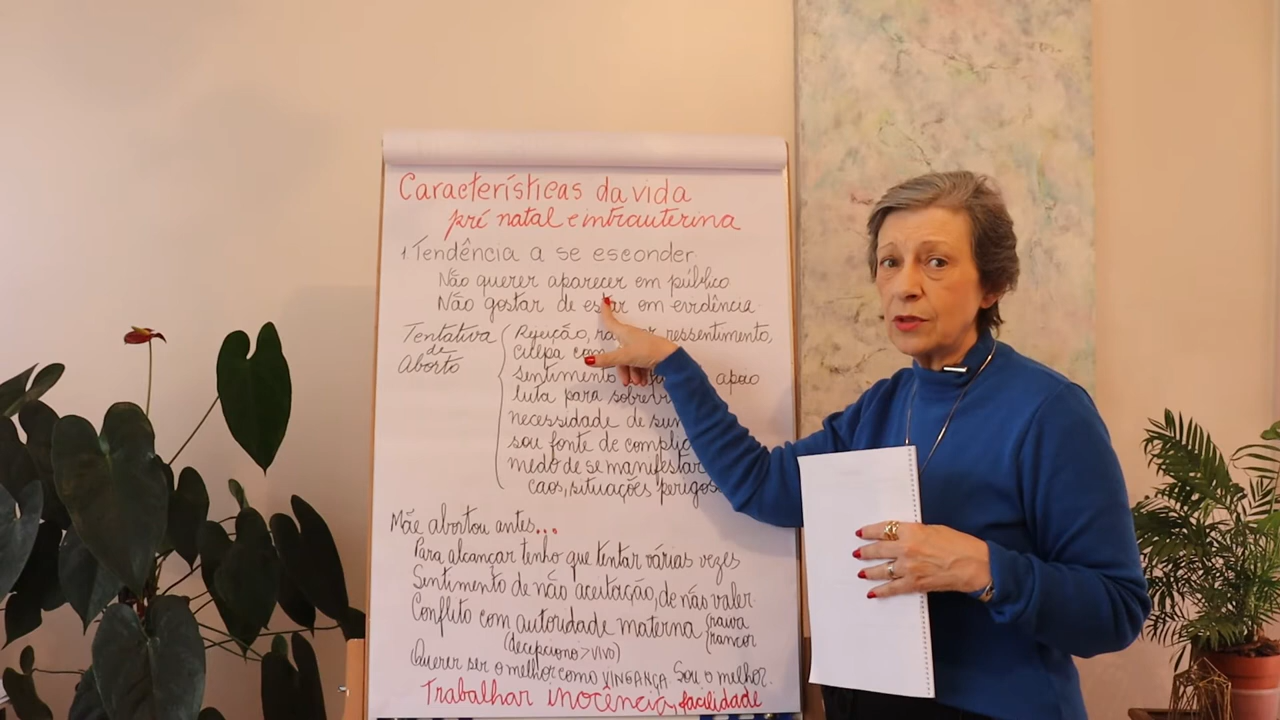 Características da vida
pré natal e intrauterina
1. Tendência a se esconder
Não querer aparecer em público
Não gostar de estar em evidência
Tentativa
de
Aborto
Rejeição, ressentimento,
culpa com
sentimento apoio
luta para
necessidade de
sou fonte de
medo de se manifestar
caos, situações
Mãe abortou antes...
Para alcançar tenho que tentar várias vezes
Sentimento de não aceitação, de não valer
Conflito com autoridade materna (raiva
rancor
(decepciono > vivo)
(Querer ser o melhor como VINGANÇA. Sou o melhor.
Trabalhar inocência, facilidade